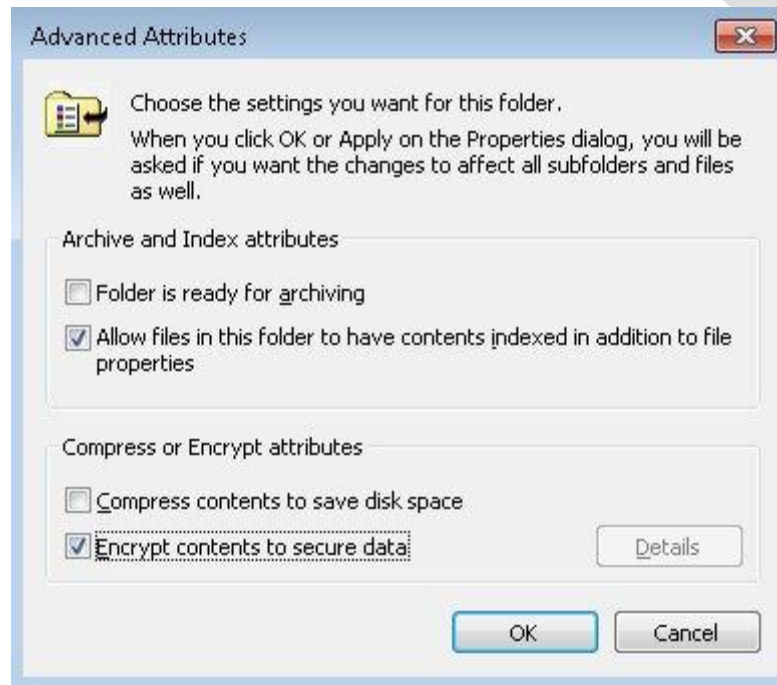 Advanced Attributes
Choose the settings you want for this folder.
When you click OK or Apply on the Properties dialog, you will be
asked if you want the changes to affect all subfolders and files
as well.
Archive and Index attributes
Folder is ready for archiving
Allow files in this folder to have contents indexed in addition to file
properties
Compress or Encrypt attributes
Compress contents to save disk space
Encrypt contents to secure data
Details
OK
Cancel